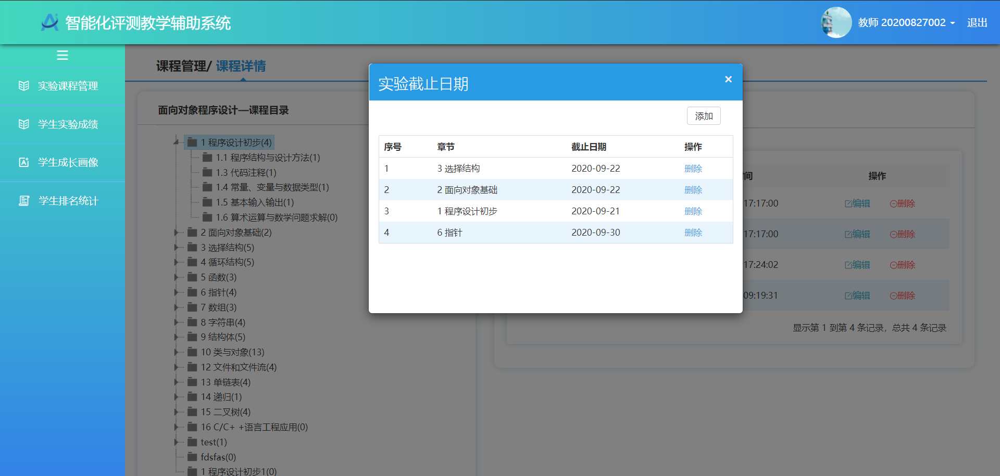 智能化评测教学辅助系统
教师 20200827002 退出
实验课程管理
学生实验成绩
学生成长画像
学生排名统计
课程管理/ 课程详情
面向对象程序设计—课程目录
1 程序设计初步(4)
1.1 程序结构与设计方法(1)
1.3 代码注释(1)
1.4 常量、变量与数据类型(1)
1.5 基本输入输出(1)
1.6 算术运算与数学问题求解(0)
2 面向对象基础(2)
3 选择结构(5)
4 循环结构(5)
5 函数(3)
6 指针(4)
7 数组(3)
8 字符串(4)
9 结构体(5)
10 类与对象(13)
12 文件和文件流(4)
13 单链表(4)
14 递归(1)
15 二叉树(4)
16 C/C+ +语言工程应用(0)
test(1)
fdsfas(0)
1 程序设计初步1(0)
实验截止日期 ×
添加
序号 章节 截止日期 操作
1 3 选择结构 2020-09-22 删除
2 2 面向对象基础 2020-09-22 删除
3 1 程序设计初步 2020-09-21 删除
4 6 指针 2020-09-30 删除
间 操作
17:17:00 编辑 删除
17:17:00 编辑 删除
17:24:02 编辑 删除
09:19:31 编辑 删除
显示第 1 到第 4 条记录，总共 4 条记录